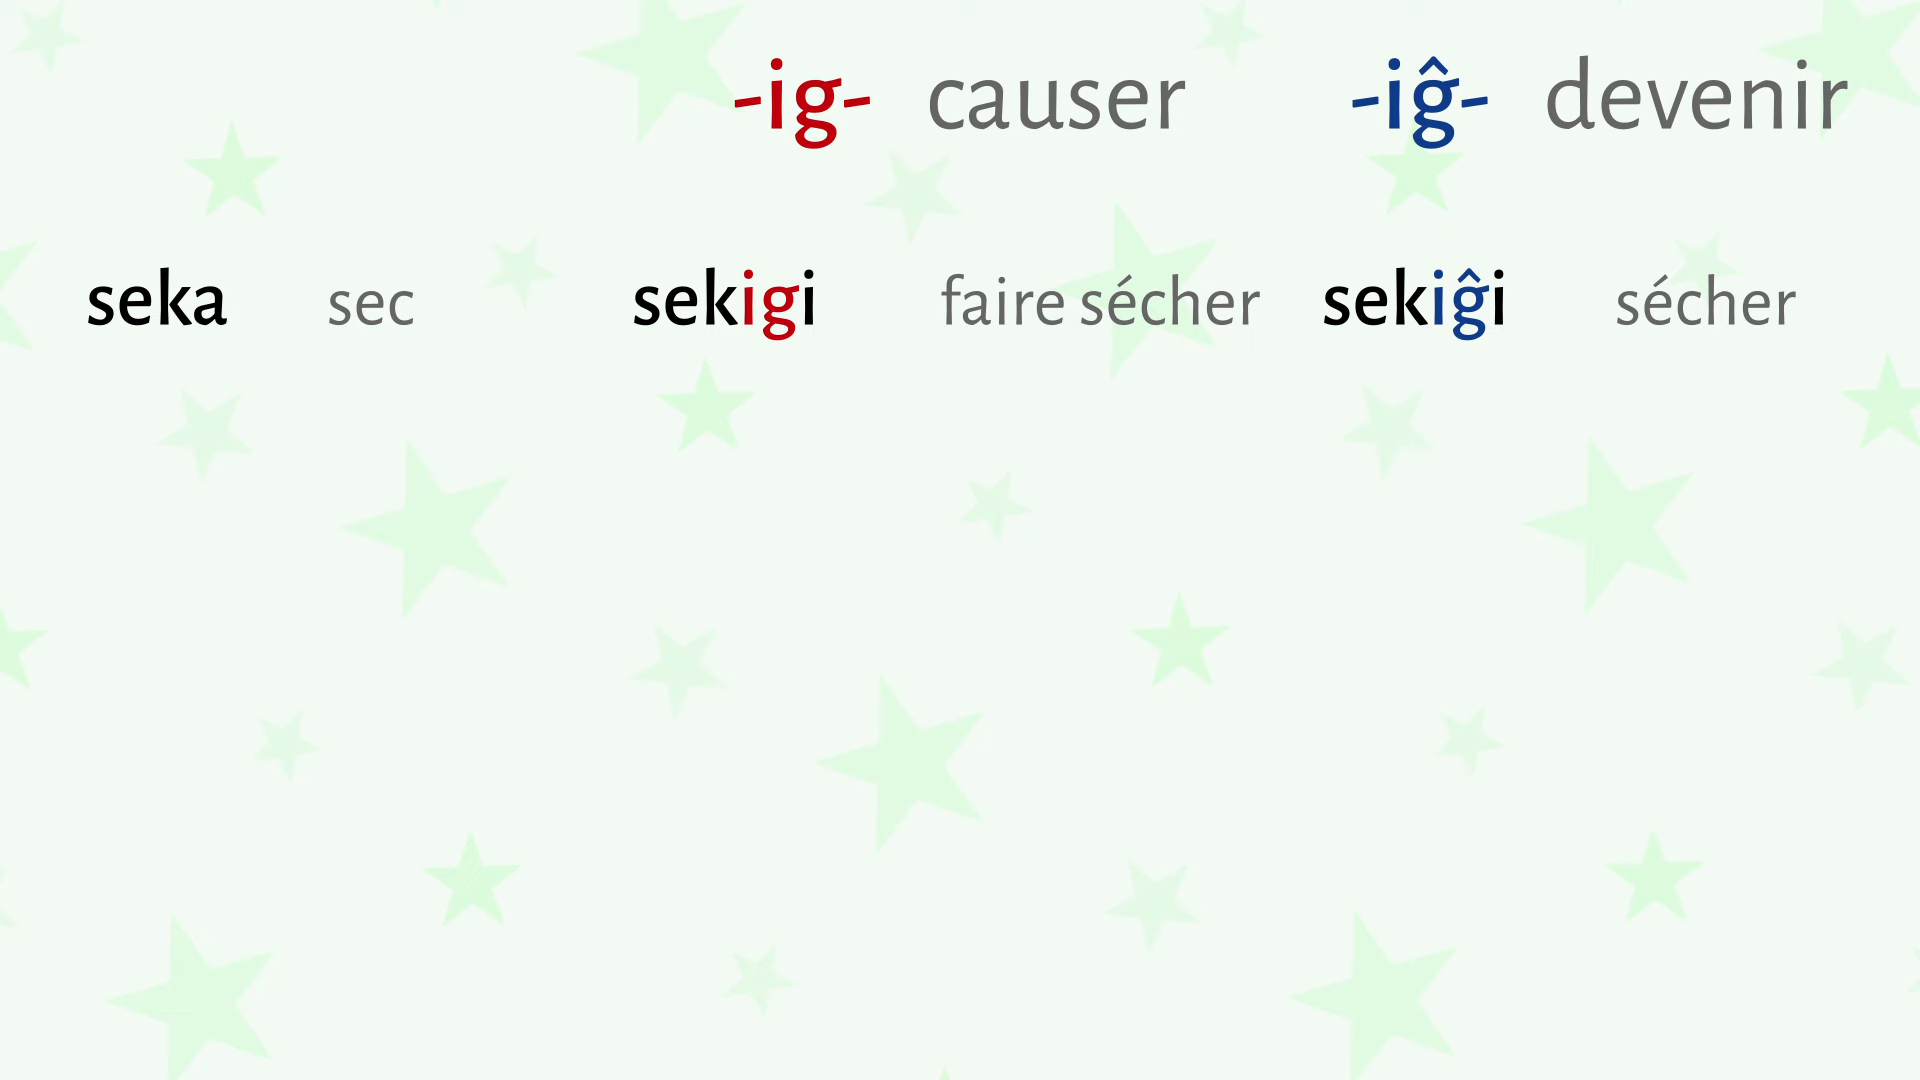 -ig- causer -iĝ- devenir
seka sec sekigi faire sécher sekiĝi sécher